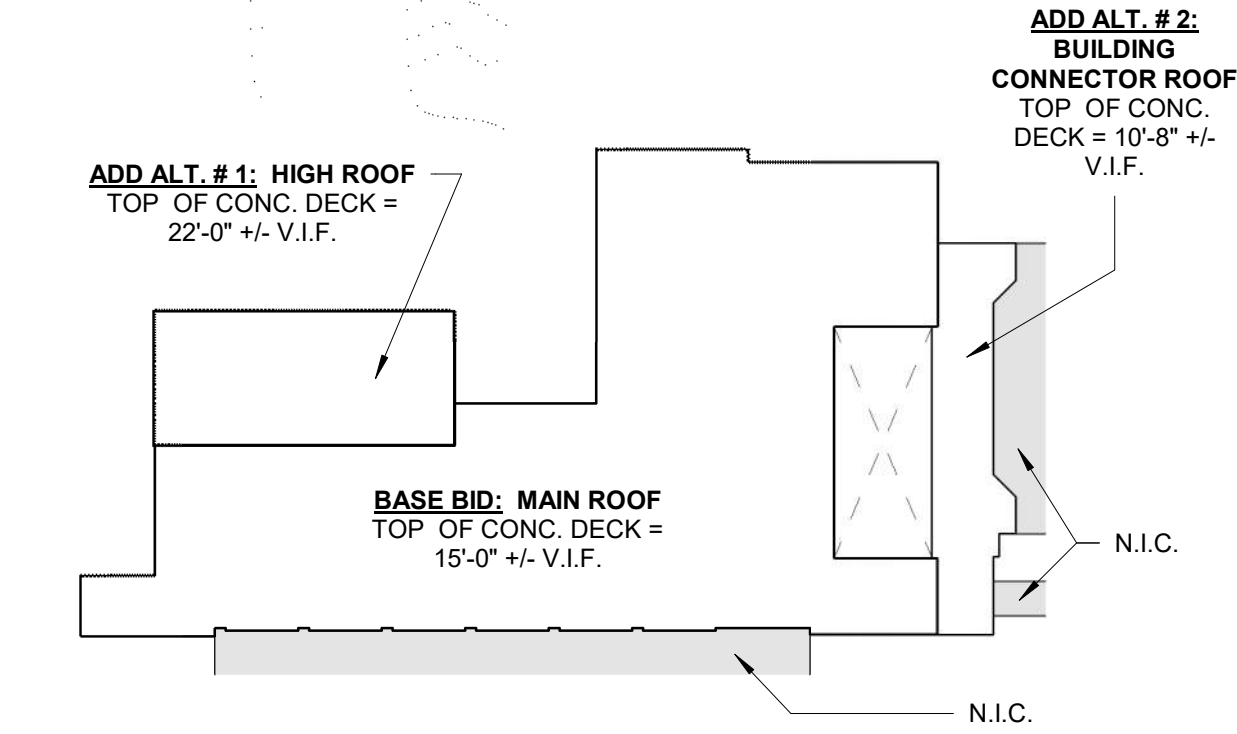 ADD ALT. # 2:
BUILDING
CONNECTOR ROOF
TOP OF CONC.
DECK = 10'-8" +/-
V.I.F.
ADD ALT. # 1: HIGH ROOF
TOP OF CONC. DECK =
22'-0" +/- V.I.F.
BASE BID: MAIN ROOF
TOP OF CONC. DECK =
15'-0" +/- V.I.F.
N.I.C.
N.I.C.